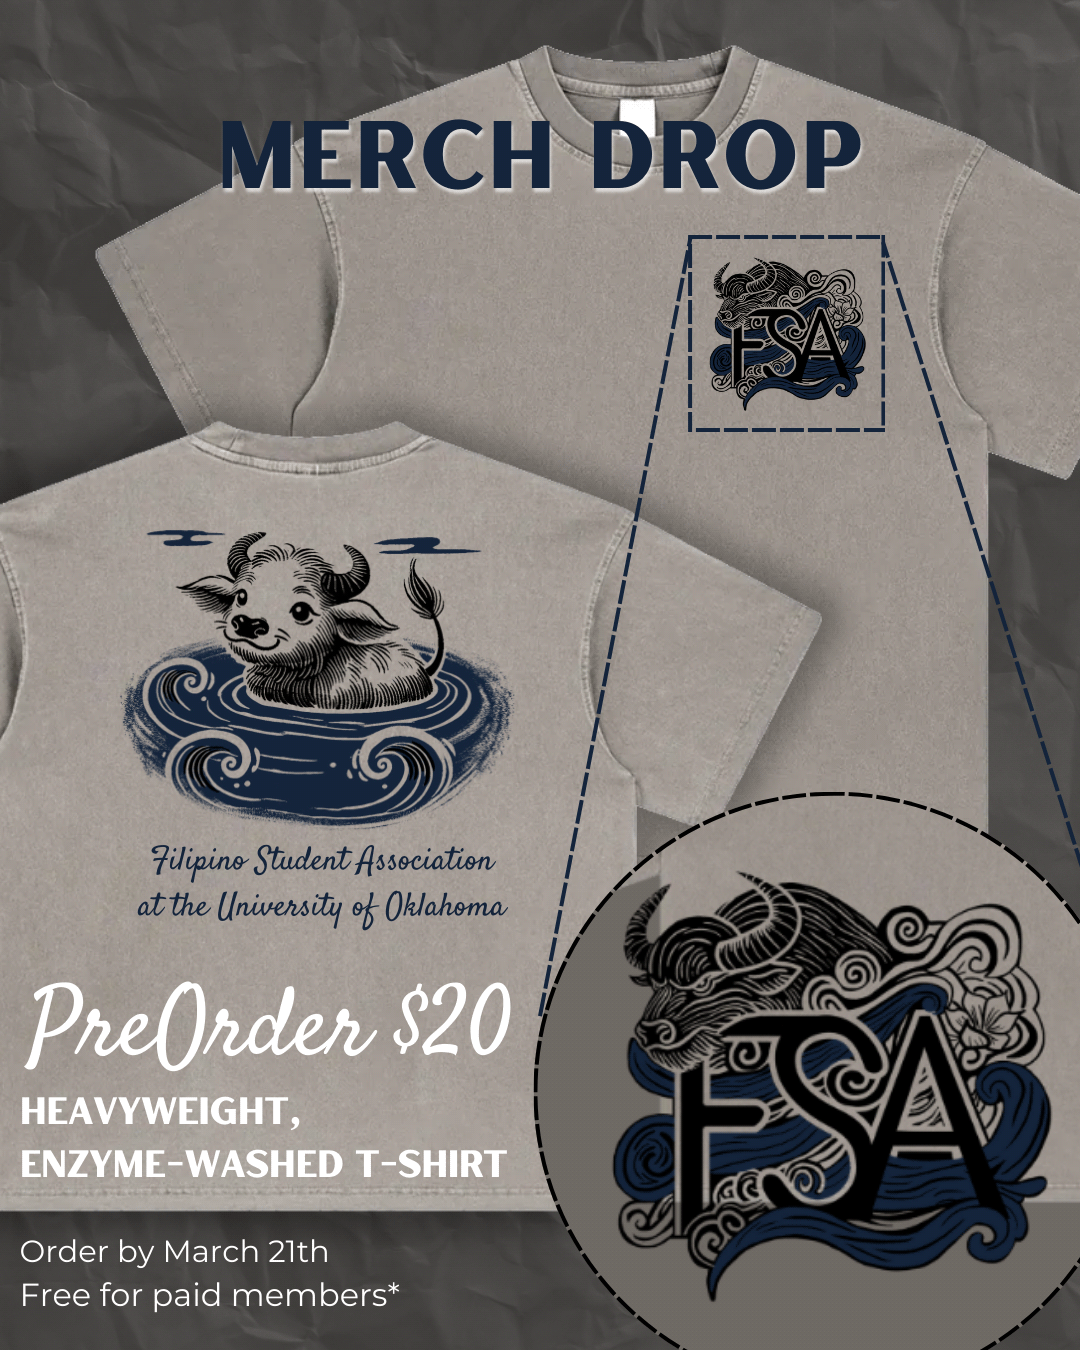 MERCH DROP
FSA
Filipino Student Association
at the University of Oklahoma
PreOrder $20
HEAVYWEIGHT,
ENZYME-WASHED T-SHIRT
Order by March 21th
Free for paid members*
FSA